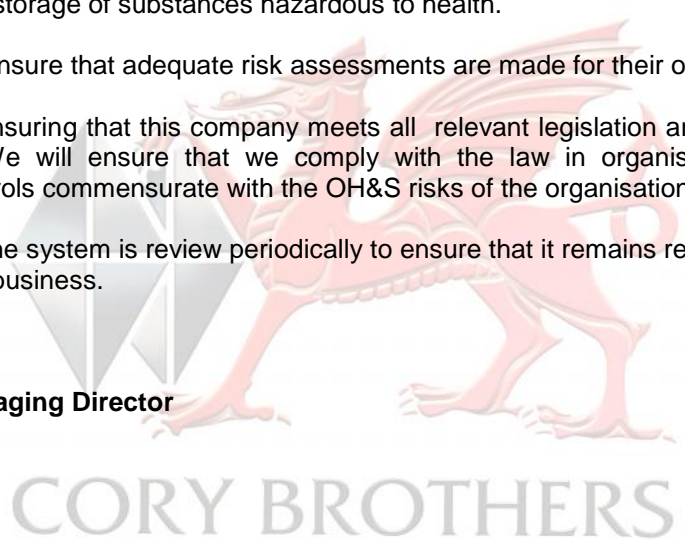 storage of substances hazardous to health.
nsure that adequate risk assessments are made for their o
nsuring that this company meets all relevant legislation a
We will ensure that we comply with the law in organis
rols commensurate with the OH&S risks of the organisation
he system is review periodically to ensure that it remains re
business.
aging Director
CORY BROTHERS